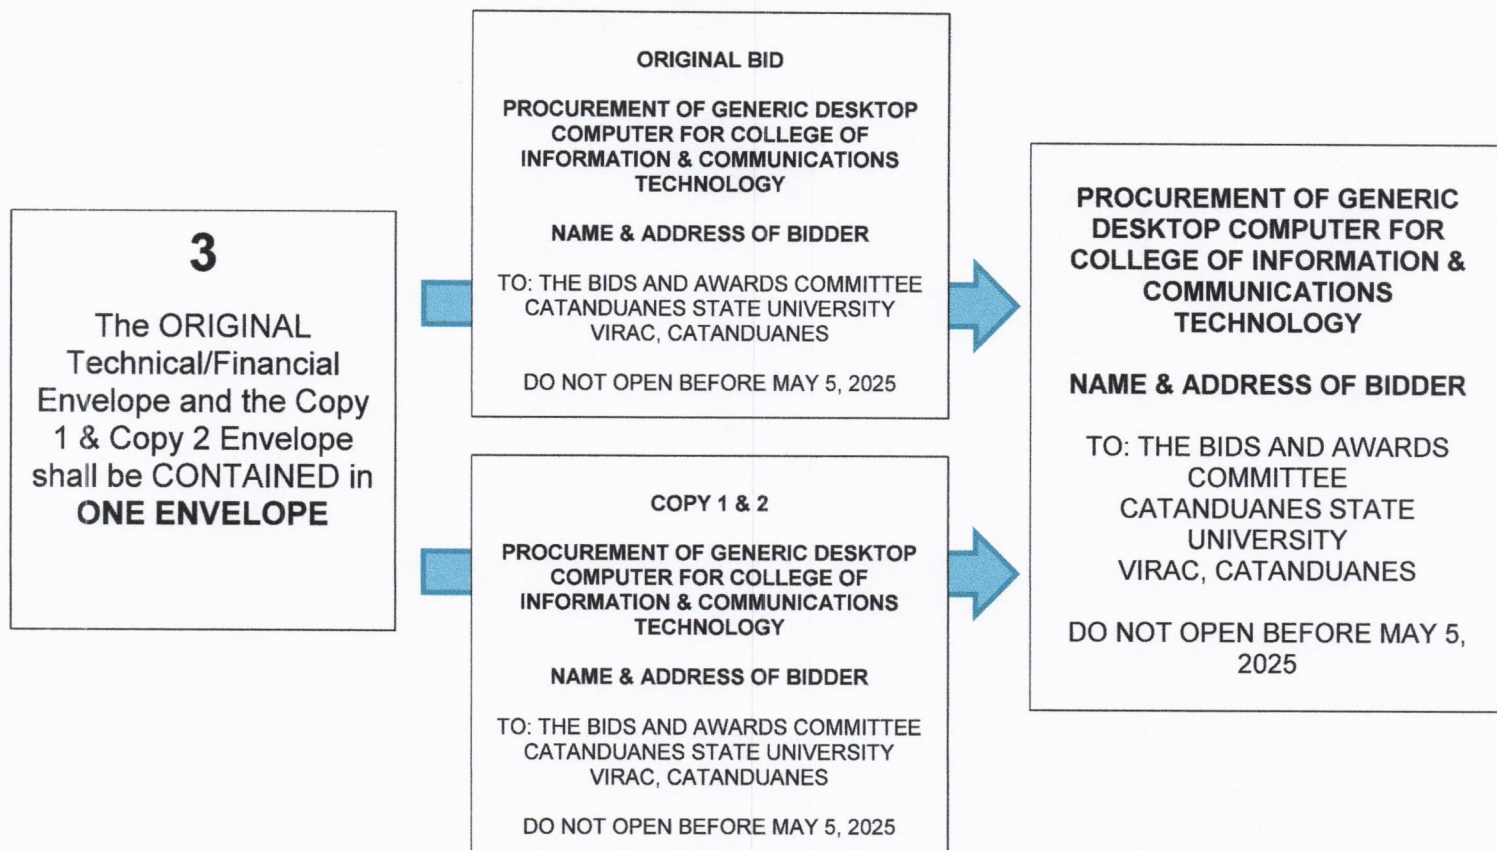 3
The ORIGINAL
Technical/Financial
Envelope and the Copy
1 & Copy 2 Envelope
shall be CONTAINED in
ONE ENVELOPE
ORIGINAL BID
PROCUREMENT OF GENERIC DESKTOP
COMPUTER FOR COLLEGE OF
INFORMATION & COMMUNICATIONS
TECHNOLOGY
NAME & ADDRESS OF BIDDER
TO: THE BIDS AND AWARDS COMMITTEE
CATANDUANES STATE UNIVERSITY
VIRAC, CATANDUANES
DO NOT OPEN BEFORE MAY 5, 2025
COPY 1 & 2
PROCUREMENT OF GENERIC DESKTOP
COMPUTER FOR COLLEGE OF
INFORMATION & COMMUNICATIONS
TECHNOLOGY
NAME & ADDRESS OF BIDDER
TO: THE BIDS AND AWARDS COMMITTEE
CATANDUANES STATE UNIVERSITY
VIRAC, CATANDUANES
DO NOT OPEN BEFORE MAY 5, 2025
PROCUREMENT OF GENERIC
DESKTOP COMPUTER FOR
COLLEGE OF INFORMATION &
COMMUNICATIONS
TECHNOLOGY
NAME & ADDRESS OF BIDDER
TO: THE BIDS AND AWARDS
COMMITTEE
CATANDUANES STATE
UNIVERSITY
VIRAC, CATANDUANES
DO NOT OPEN BEFORE MAY 5,
2025